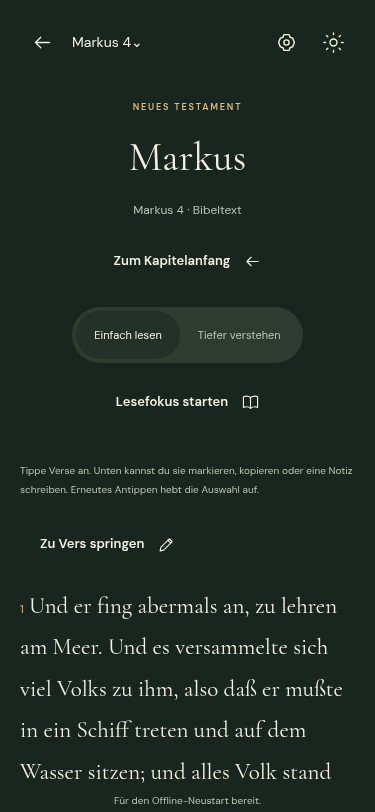 Markus 4
NEUES TESTAMENT
Markus
Markus 4 · Bibeltext
Zum Kapitelanfang
Einfach lesen Tiefer verstehen
Lesefokus starten
Tippe Verse an. Unten kannst du sie markieren, kopieren oder eine Notiz
schreiben. Erneutes Antippen hebt die Auswahl auf.
Zu Vers springen
1 Und er fing abermals an, zu lehren
am Meer. Und es versammelte sich
viel Volks zu ihm, also daß er mußte
in ein Schiff treten und auf dem
Wasser sitzen; und alles Volk stand
Für den Offline-Neustart bereit.